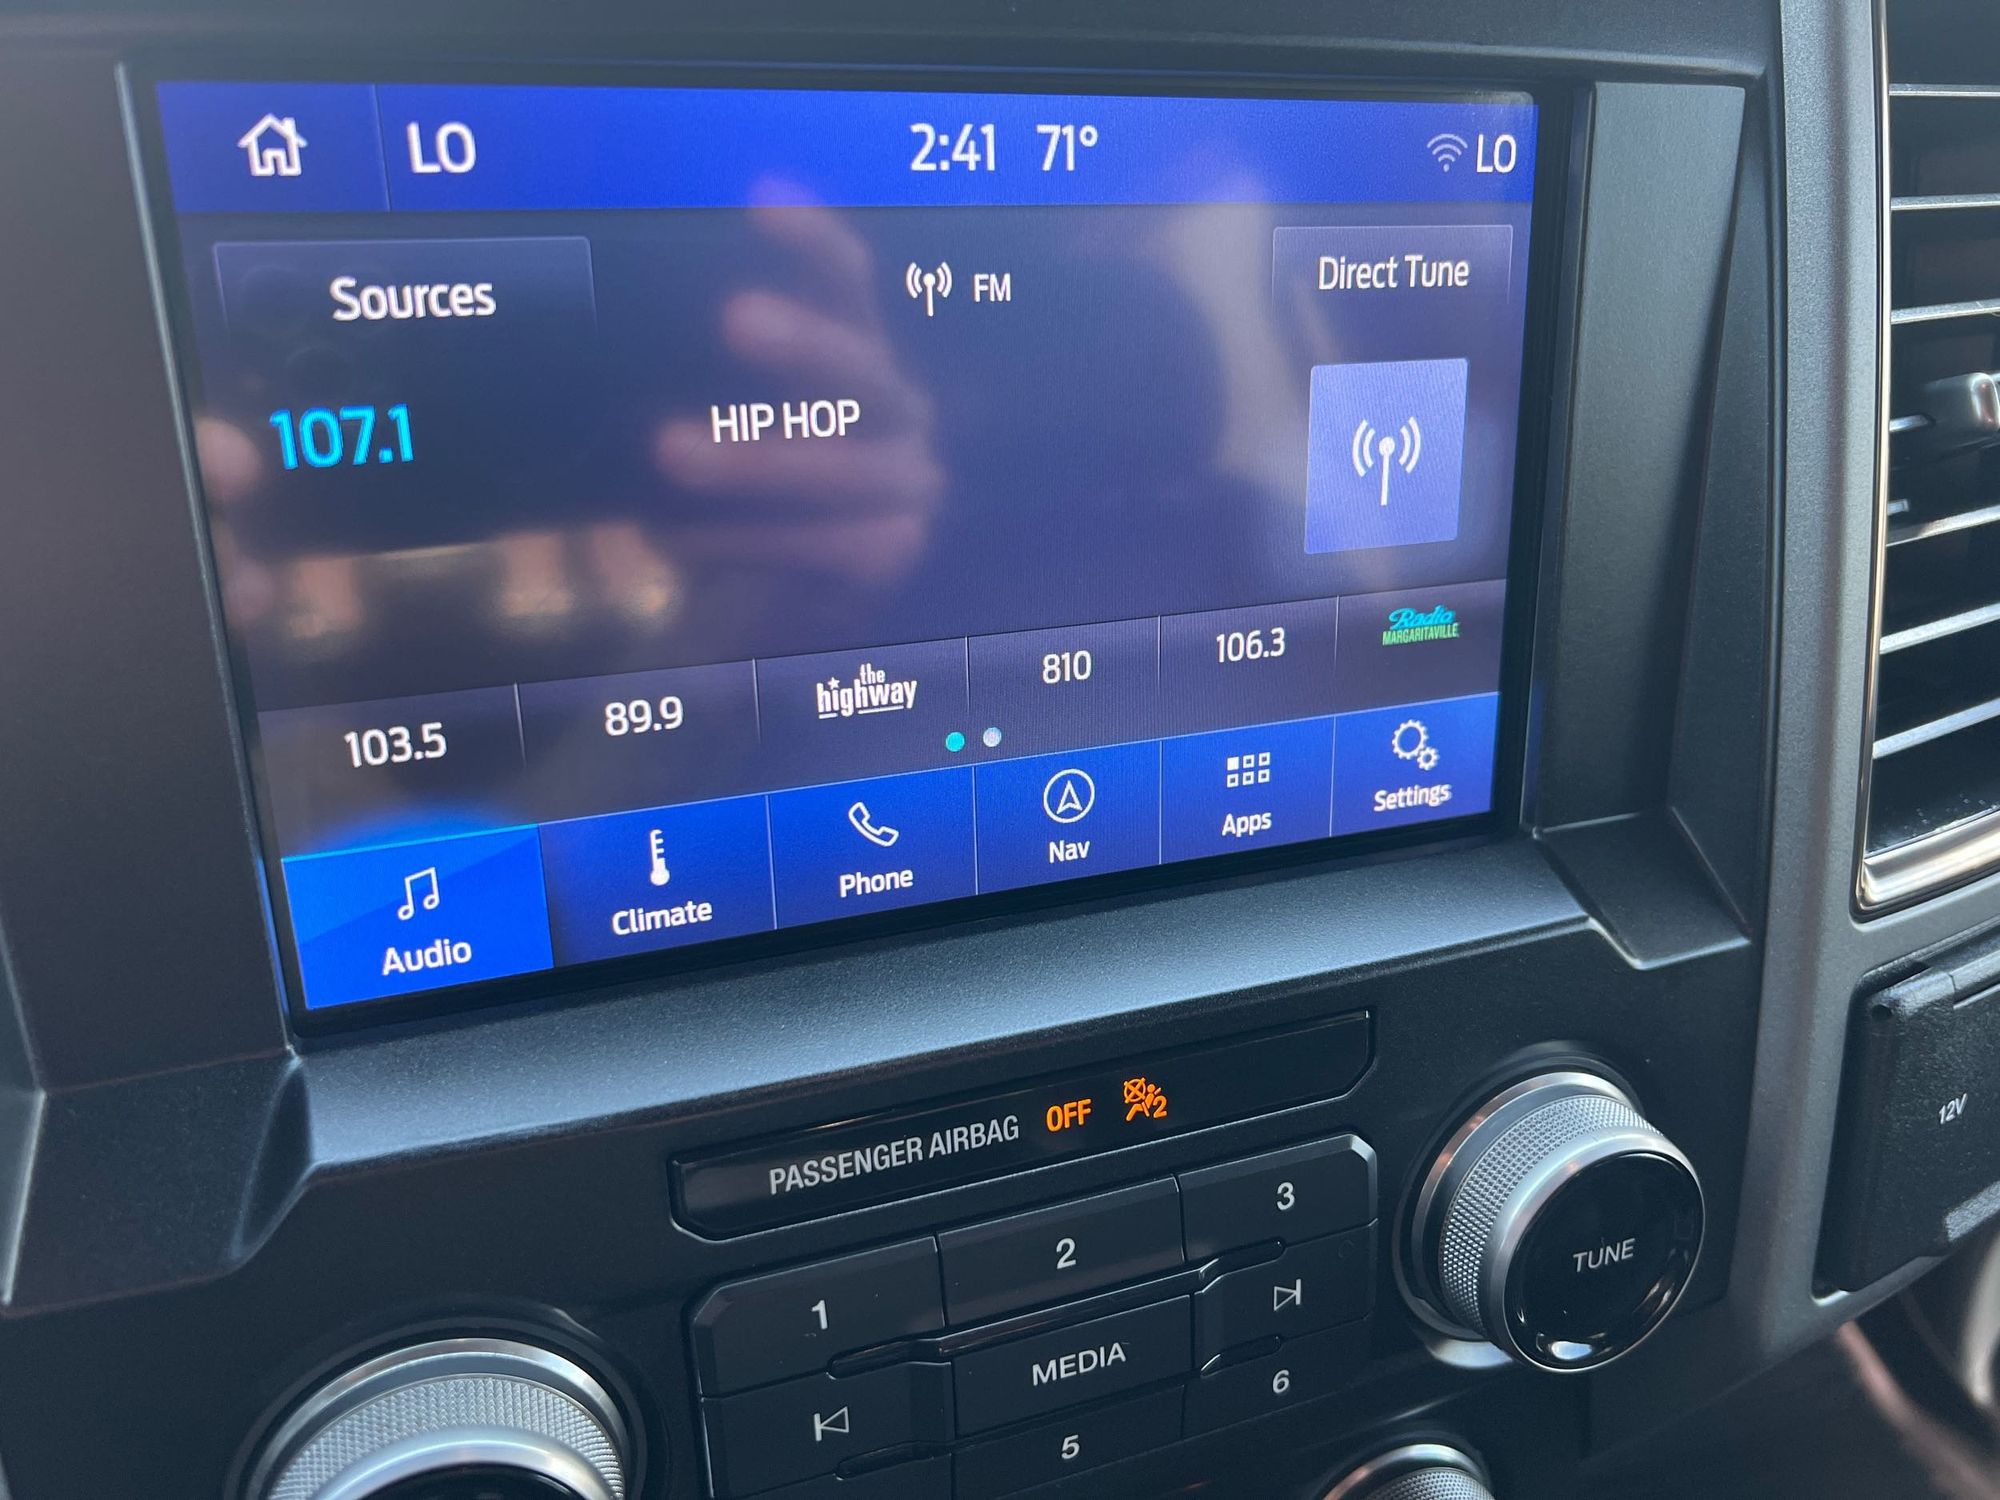 LO 2:41 71° LO
Sources FM Direct Tune
107.1 HIP HOP
103.5 89.9 the highway 810 106.3 Radio MARGARITAVILLE
Audio Climate Phone Nav Apps Settings
PASSENGER AIRBAG OFF 2
1 2 3
MEDIA
5 6
TUNE
12V